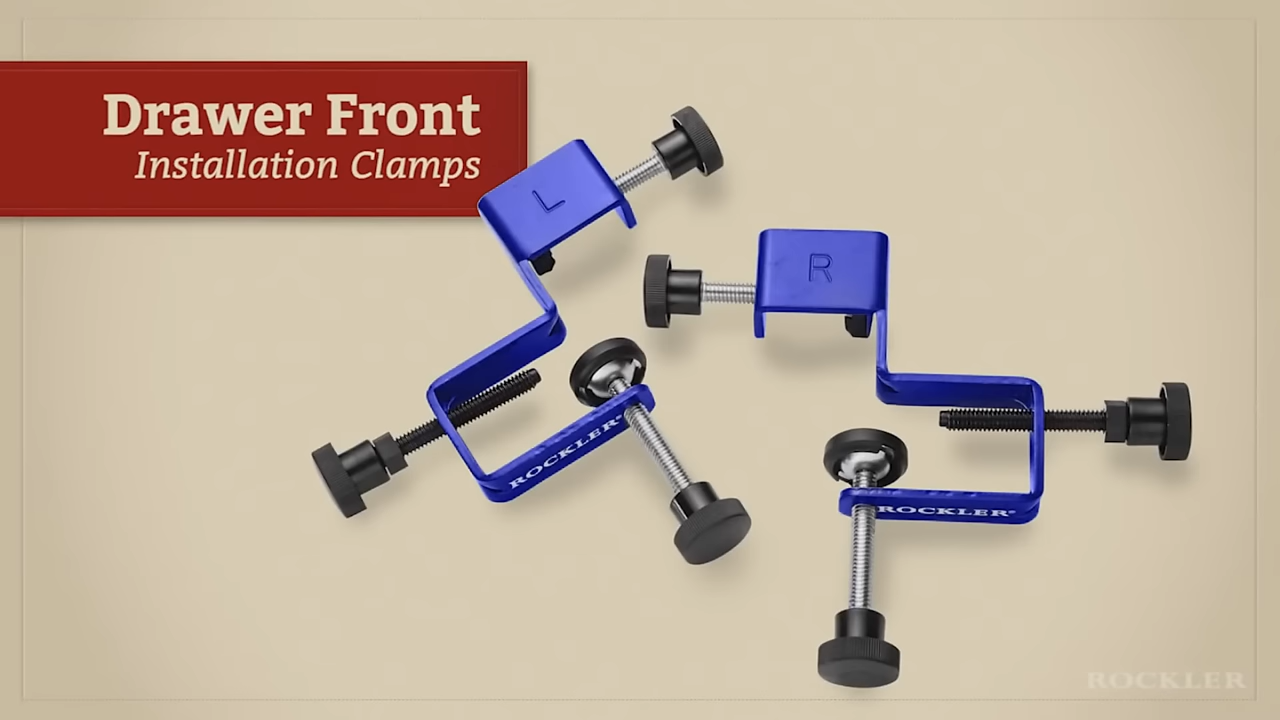 Drawer Front
Installation Clamps
L
R
ROCKLER®
ROCKLER®
ROCKLER